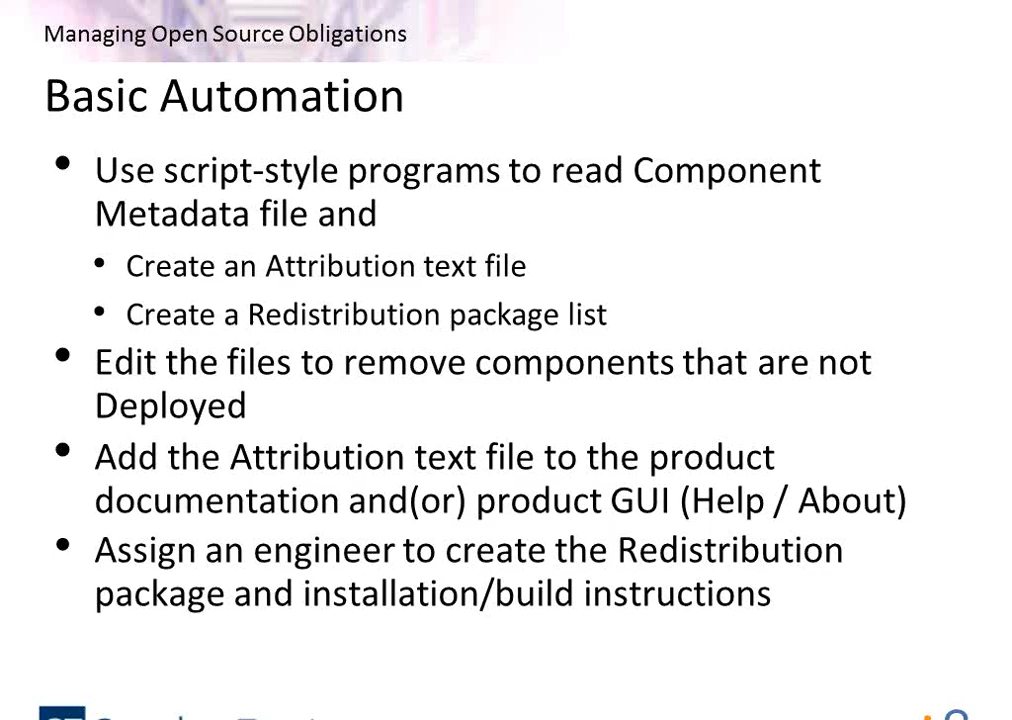 Managing Open Source Obligations
Basic Automation
• Use script-style programs to read Component
Metadata file and
• Create an Attribution text file
• Create a Redistribution package list
• Edit the files to remove components that are not
Deployed
• Add the Attribution text file to the product
documentation and(or) product GUI (Help / About)
• Assign an engineer to create the Redistribution
package and installation/build instructions